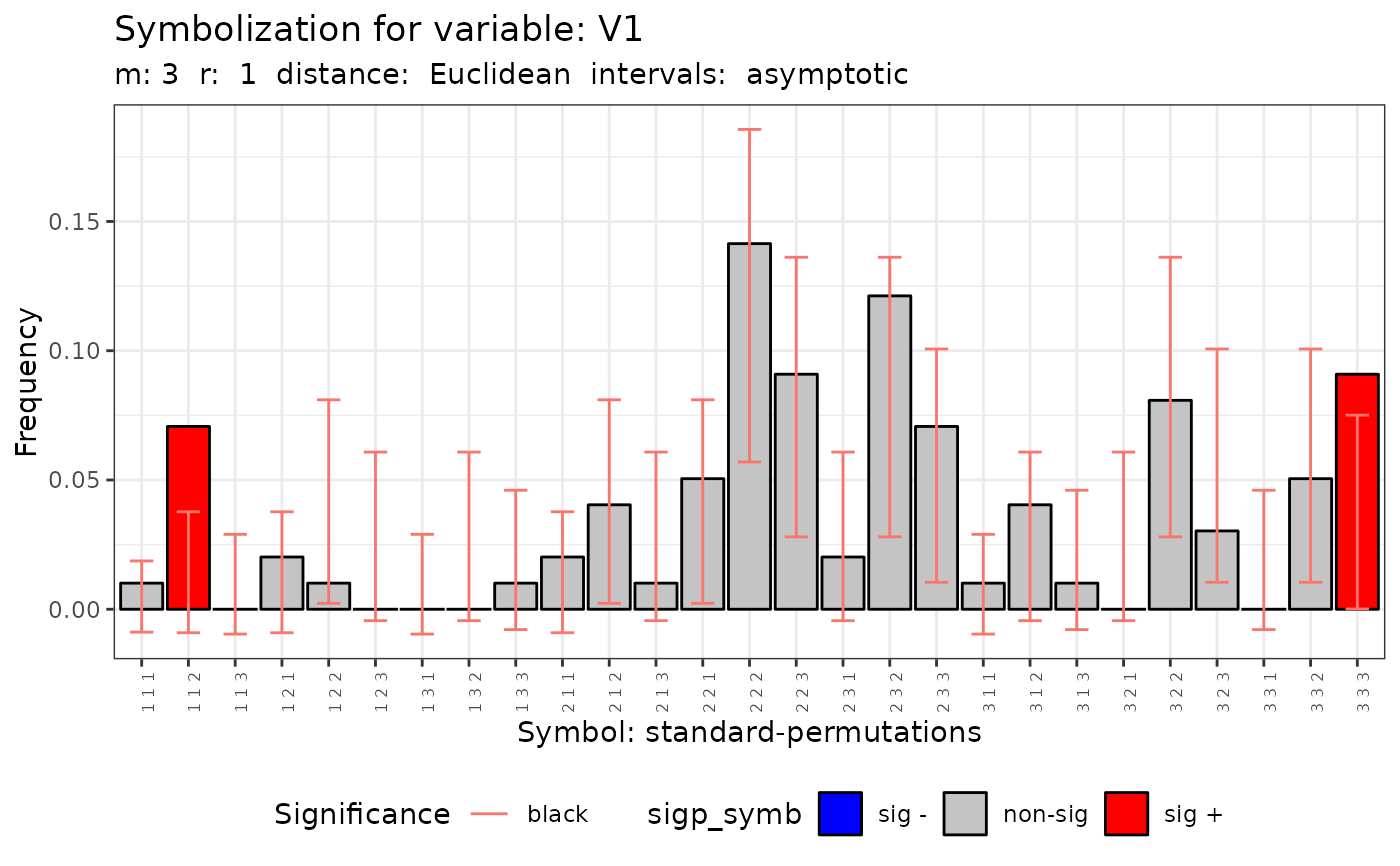 Symbolization for variable: V1
m: 3 r: 1 distance: Euclidean intervals: asymptotic
Frequency
0.15
0.10
0.05
0.00
1 1 1
1 1 2
1 1 3
1 2 1
1 2 2
1 2 3
1 3 1
1 3 2
1 3 3
2 1 1
2 1 2
2 1 3
2 2 1
2 2 2
2 2 3
2 3 1
2 3 2
2 3 3
3 1 1
3 1 2
3 1 3
3 2 1
3 2 2
3 2 3
3 3 1
3 3 2
3 3 3
Symbol: standard-permutations
Significance black sigp_symb sig - non-sig sig +